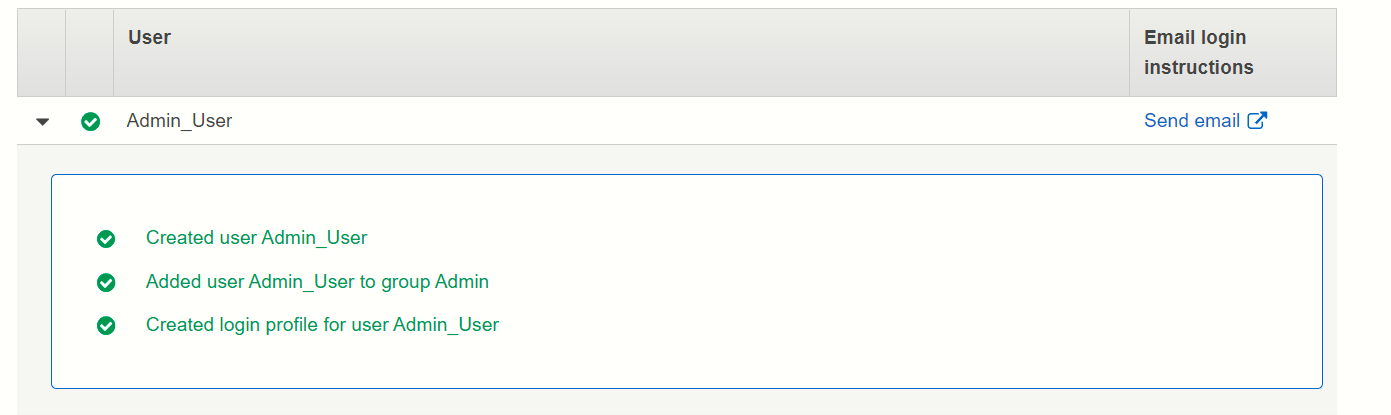 User
Email login
instructions
Admin_User
Send email
Created user Admin_User
Added user Admin_User to group Admin
Created login profile for user Admin_User